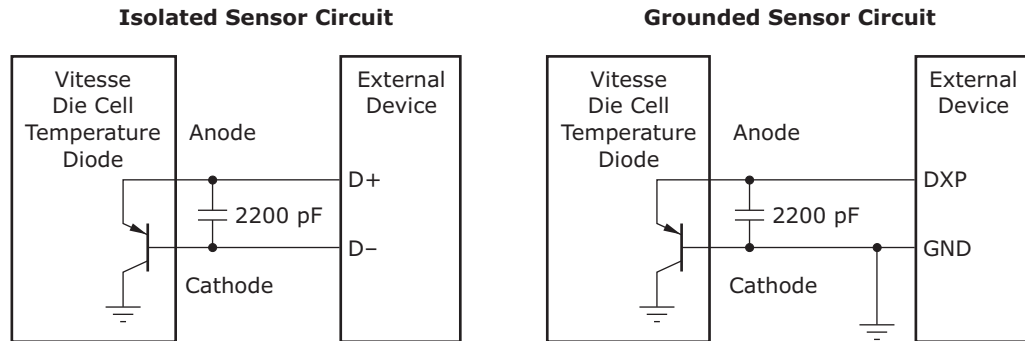 Isolated Sensor Circuit
Vitesse
Die Cell
Temperature
Diode
Anode
External
Device
D+
2200 pF
D−
Cathode
Grounded Sensor Circuit
Vitesse
Die Cell
Temperature
Diode
Anode
External
Device
DXP
2200 pF
GND
Cathode